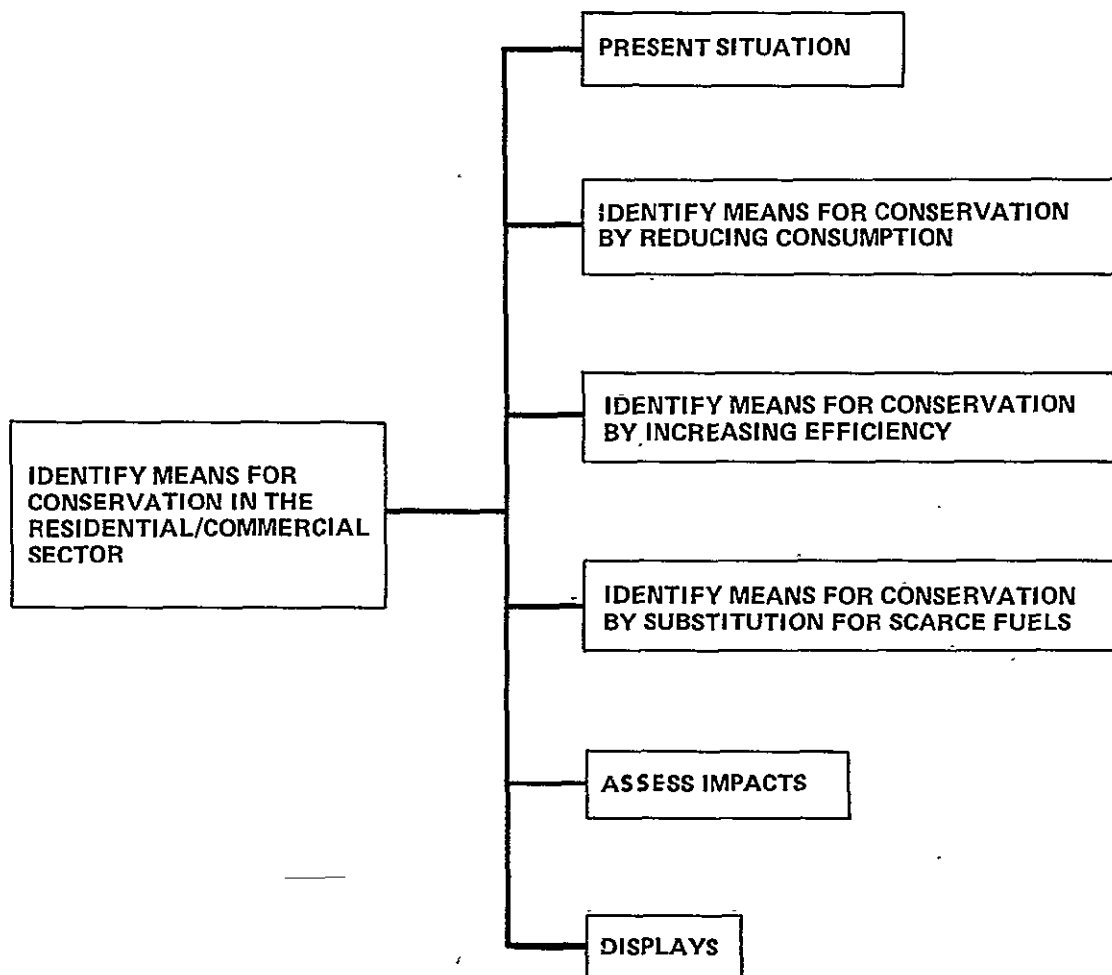 PRESENT SITUATION
IDENTIFY MEANS FOR CONSERVATION
BY REDUCING CONSUMPTION
IDENTIFY MEANS FOR CONSERVATION
BY INCREASING EFFICIENCY
IDENTIFY MEANS FOR
CONSERVATION IN THE
RESIDENTIAL/COMMERCIAL
SECTOR
IDENTIFY MEANS FOR CONSERVATION
BY SUBSTITUTION FOR SCARCE FUELS
ASSESS IMPACTS
DISPLAYS